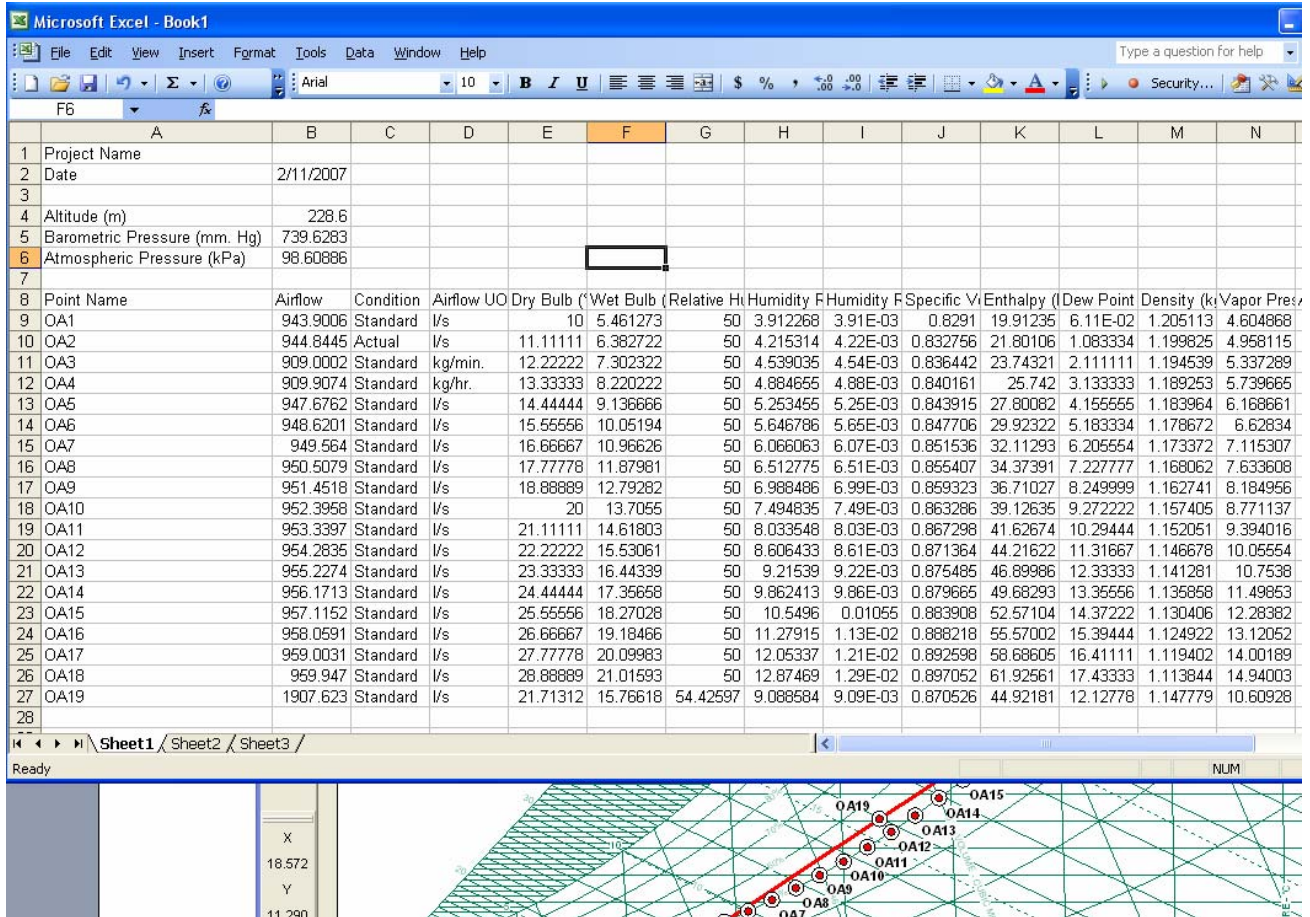 Microsoft Excel - Book1
File Edit View Insert Format Tools Data Window Help Type a question for help
Arial 10 B I U $ % , Security...
F6 fx
A B C D E F G H I J K L M N
1 Project Name
2 Date 2/11/2007
3
4 Altitude (m) 228.6
5 Barometric Pressure (mm. Hg) 739.6283
6 Atmospheric Pressure (kPa) 98.60886
7
8 Point Name Airflow Condition Airflow UO Dry Bulb (° Wet Bulb ( Relative Hu Humidity R Humidity R Specific Vo Enthalpy ( Dew Point Density (k Vapor Pres
9 OA1 943.9006 Standard l/s 10 5.461273 50 3.912268 3.91E-03 0.8291 19.91235 6.11E-02 1.205113 4.604868
10 OA2 944.8445 Actual l/s 11.11111 6.382722 50 4.215314 4.22E-03 0.832756 21.80106 1.083334 1.199825 4.958115
11 OA3 909.0002 Standard kg/min. 12.22222 7.302322 50 4.539035 4.54E-03 0.836442 23.74321 2.111111 1.194539 5.337289
12 OA4 909.9074 Standard kg/hr. 13.33333 8.220222 50 4.884655 4.88E-03 0.840161 25.742 3.133333 1.189253 5.739665
13 OA5 947.6762 Standard l/s 14.44444 9.136666 50 5.253455 5.25E-03 0.843915 27.80082 4.155555 1.183964 6.168661
14 OA6 948.6201 Standard l/s 15.55556 10.05194 50 5.646786 5.65E-03 0.847706 29.92322 5.183334 1.178672 6.62834
15 OA7 949.564 Standard l/s 16.66667 10.96626 50 6.066063 6.07E-03 0.851536 32.11293 6.205554 1.173372 7.115307
16 OA8 950.5079 Standard l/s 17.77778 11.87981 50 6.512775 6.51E-03 0.855407 34.37391 7.227777 1.168062 7.633608
17 OA9 951.4518 Standard l/s 18.88889 12.79282 50 6.988486 6.99E-03 0.859323 36.71027 8.249999 1.162741 8.184956
18 OA10 952.3958 Standard l/s 20 13.7055 50 7.494835 7.49E-03 0.863286 39.12635 9.272222 1.157405 8.771137
19 OA11 953.3397 Standard l/s 21.11111 14.61803 50 8.033548 8.03E-03 0.867298 41.62674 10.29444 1.152051 9.394016
20 OA12 954.2835 Standard l/s 22.22222 15.53061 50 8.606433 8.61E-03 0.871364 44.21622 11.31667 1.146678 10.05554
21 OA13 955.2274 Standard l/s 23.33333 16.44339 50 9.21539 9.22E-03 0.875485 46.89986 12.33333 1.141281 10.7538
22 OA14 956.1713 Standard l/s 24.44444 17.35658 50 9.862413 9.86E-03 0.879665 49.68293 13.35556 1.135858 11.49853
23 OA15 957.1152 Standard l/s 25.55556 18.27028 50 10.5496 0.01055 0.883908 52.57104 14.37222 1.130406 12.28382
24 OA16 958.0591 Standard l/s 26.66667 19.18466 50 11.27915 1.13E-02 0.888218 55.57002 15.39444 1.124922 13.12052
25 OA17 959.0031 Standard l/s 27.77778 20.09983 50 12.05337 1.21E-02 0.892598 58.68605 16.41111 1.119402 14.00189
26 OA18 959.947 Standard l/s 28.88889 21.01593 50 12.87469 1.29E-02 0.897052 61.92561 17.43333 1.113844 14.94003
27 OA19 1907.623 Standard l/s 21.71312 15.76618 54.42597 9.088584 9.09E-03 0.870526 44.92181 12.12778 1.147779 10.60928
28
Sheet1 Sheet2 Sheet3
Ready NUM
X
18.572
Y
11.290
OA15
OA19
OA14
OA13
OA12
OA11
OA10
OA9
OA8
OA7